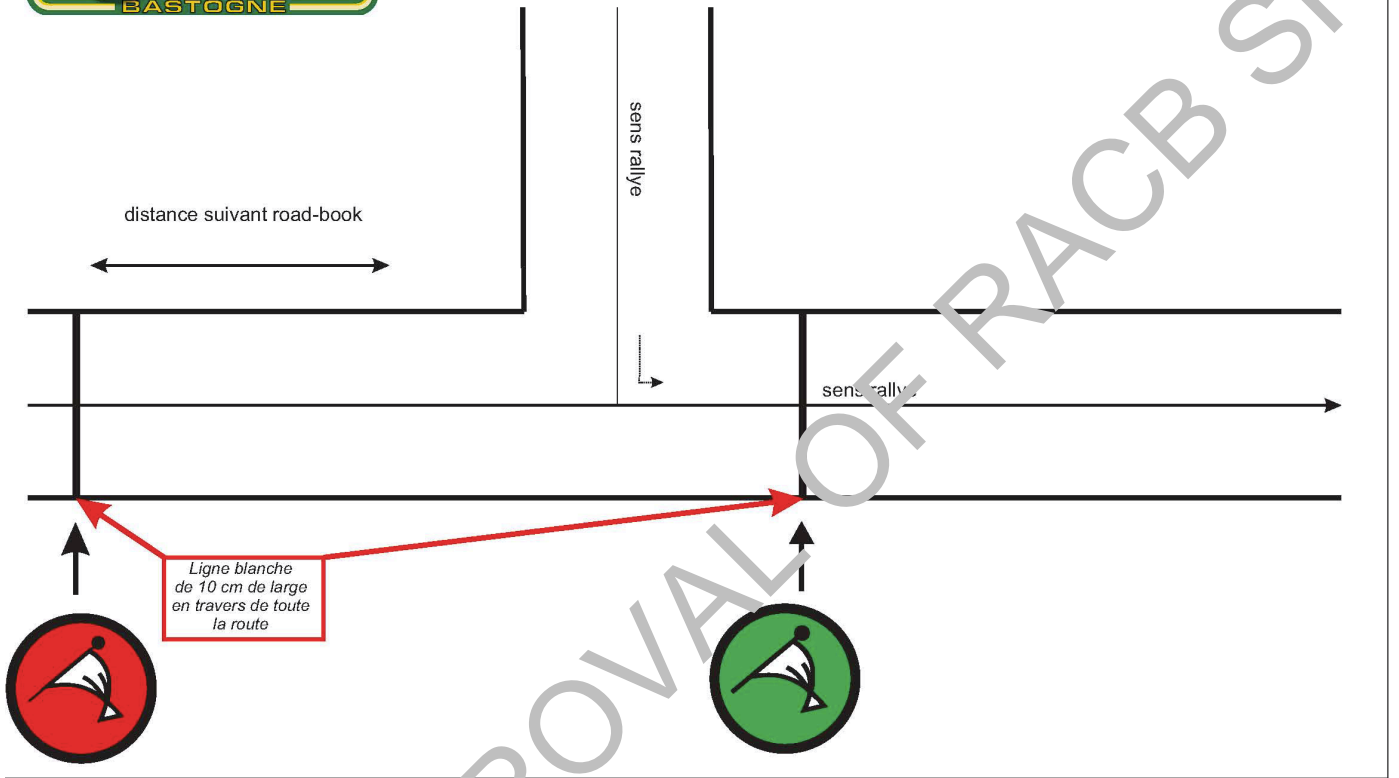 BASTOGNE
sens rallye
distance suivant road-book
sens rallye
Ligne blanche
de 10 cm de large
en travers de toute
la route
OVAL OF RACB